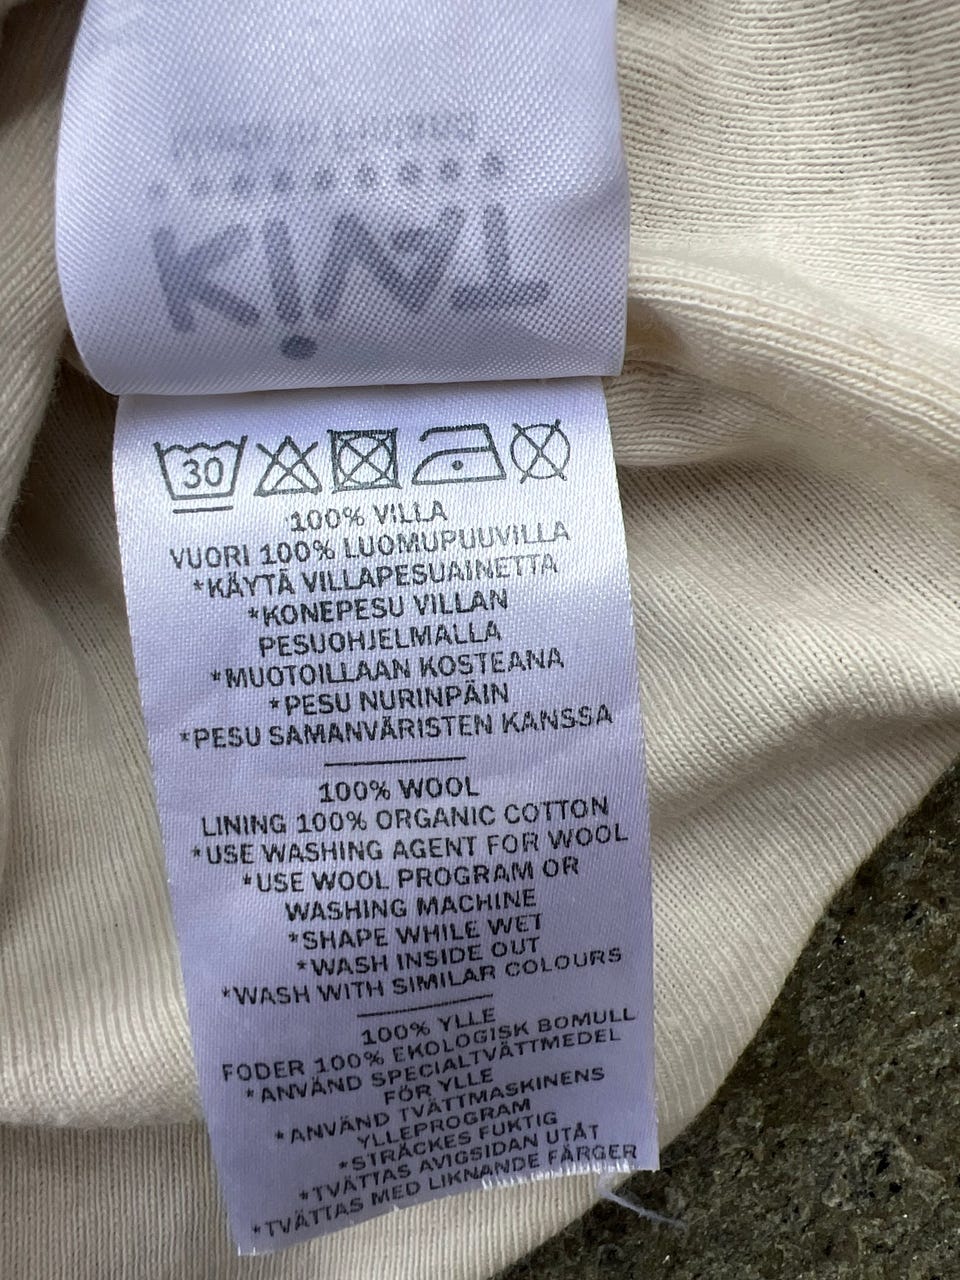 30
100% VILLA
VUORI 100% LUOMUPUUVILLA
*KÄYTÄ VILLAPESUAINETTA
*KONEPESU VILLAN
PESUOHJELMALLA
*MUOTOILLAAN KOSTEANA
*PESU NURINPÄIN
*PESU SAMANVÄRISTEN KANSSA
100% WOOL
LINING 100% ORGANIC COTTON
*USE WASHING AGENT FOR WOOL
*USE WOOL PROGRAM OR
WASHING MACHINE
*SHAPE WHILE WET
*WASH INSIDE OUT
*WASH WITH SIMILAR COLOURS
100% YLLE
FODER 100% EKOLOGISK BOMULL
*ANVÄND SPECIALTVÄTTMEDEL
FÖR YLLE
*ANVÄND TVÄTTMASKINENS
YLLEPROGRAM
*STRÄCKES FUKTIG
*TVÄTTAS AVIGSIDAN UTÅT
*TVÄTTAS MED LIKNANDE FÄRGER